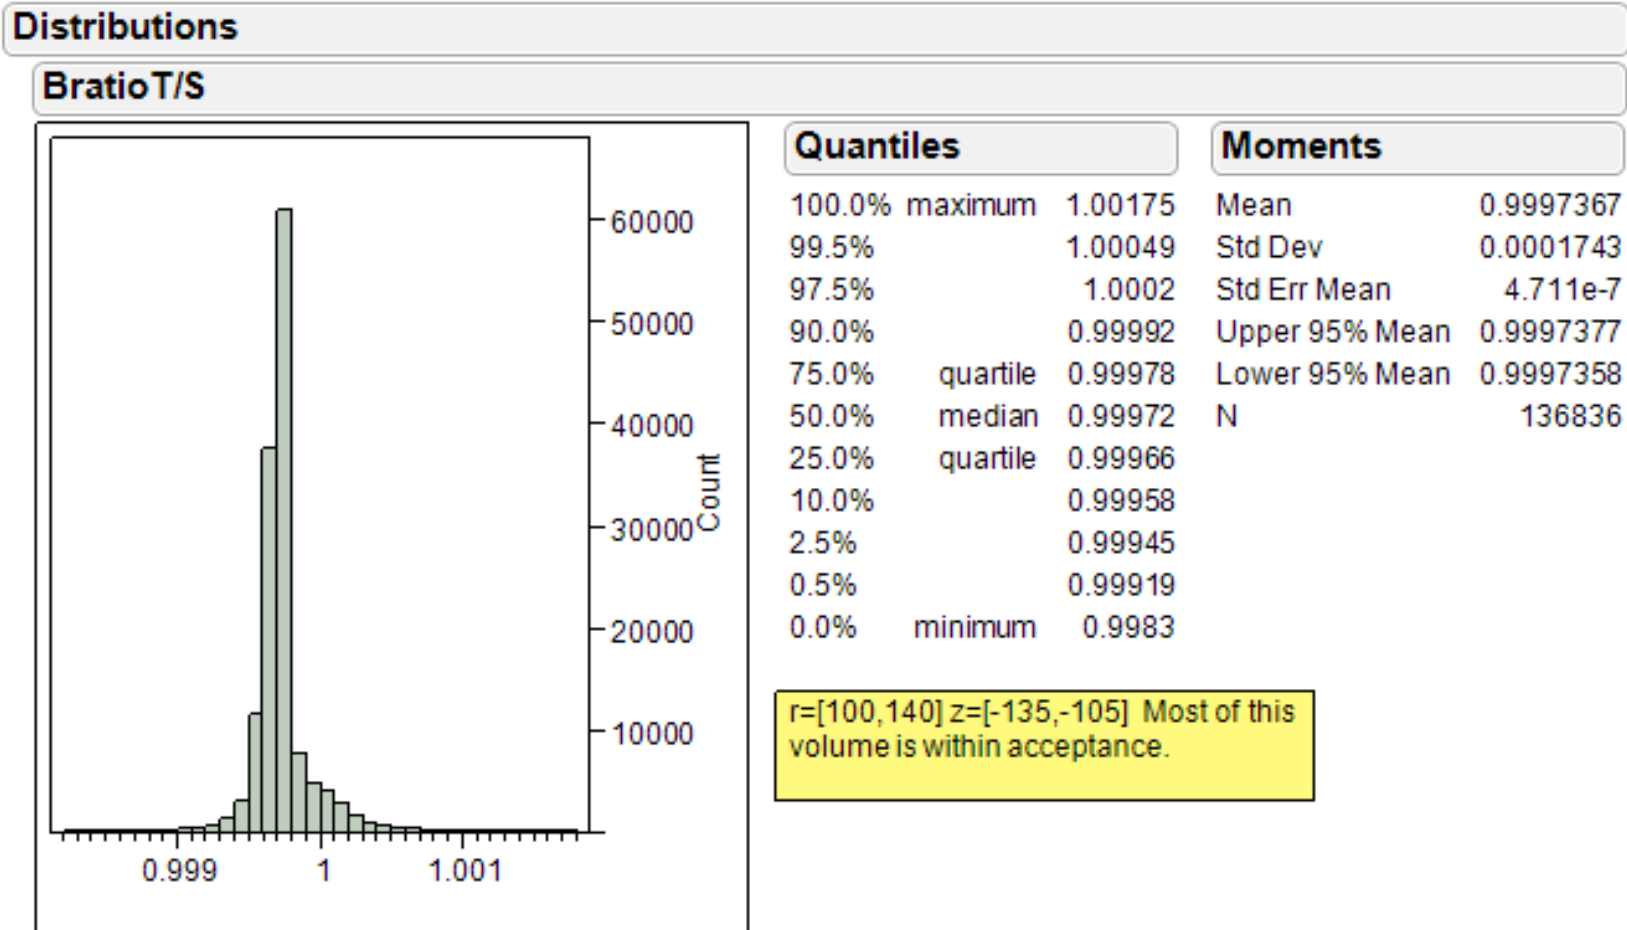 Distributions
BratioT/S
60000
50000
40000
30000
20000
10000
Count
0.999 1 1.001
Quantiles
100.0% maximum 1.00175
99.5% 1.00049
97.5% 1.0002
90.0% 0.99992
75.0% quartile 0.99978
50.0% median 0.99972
25.0% quartile 0.99966
10.0% 0.99958
2.5% 0.99945
0.5% 0.99919
0.0% minimum 0.9983
Moments
Mean 0.9997367
Std Dev 0.0001743
Std Err Mean 4.711e-7
Upper 95% Mean 0.9997377
Lower 95% Mean 0.9997358
N 136836
r=[100,140] z=[-135,-105] Most of this
volume is within acceptance.